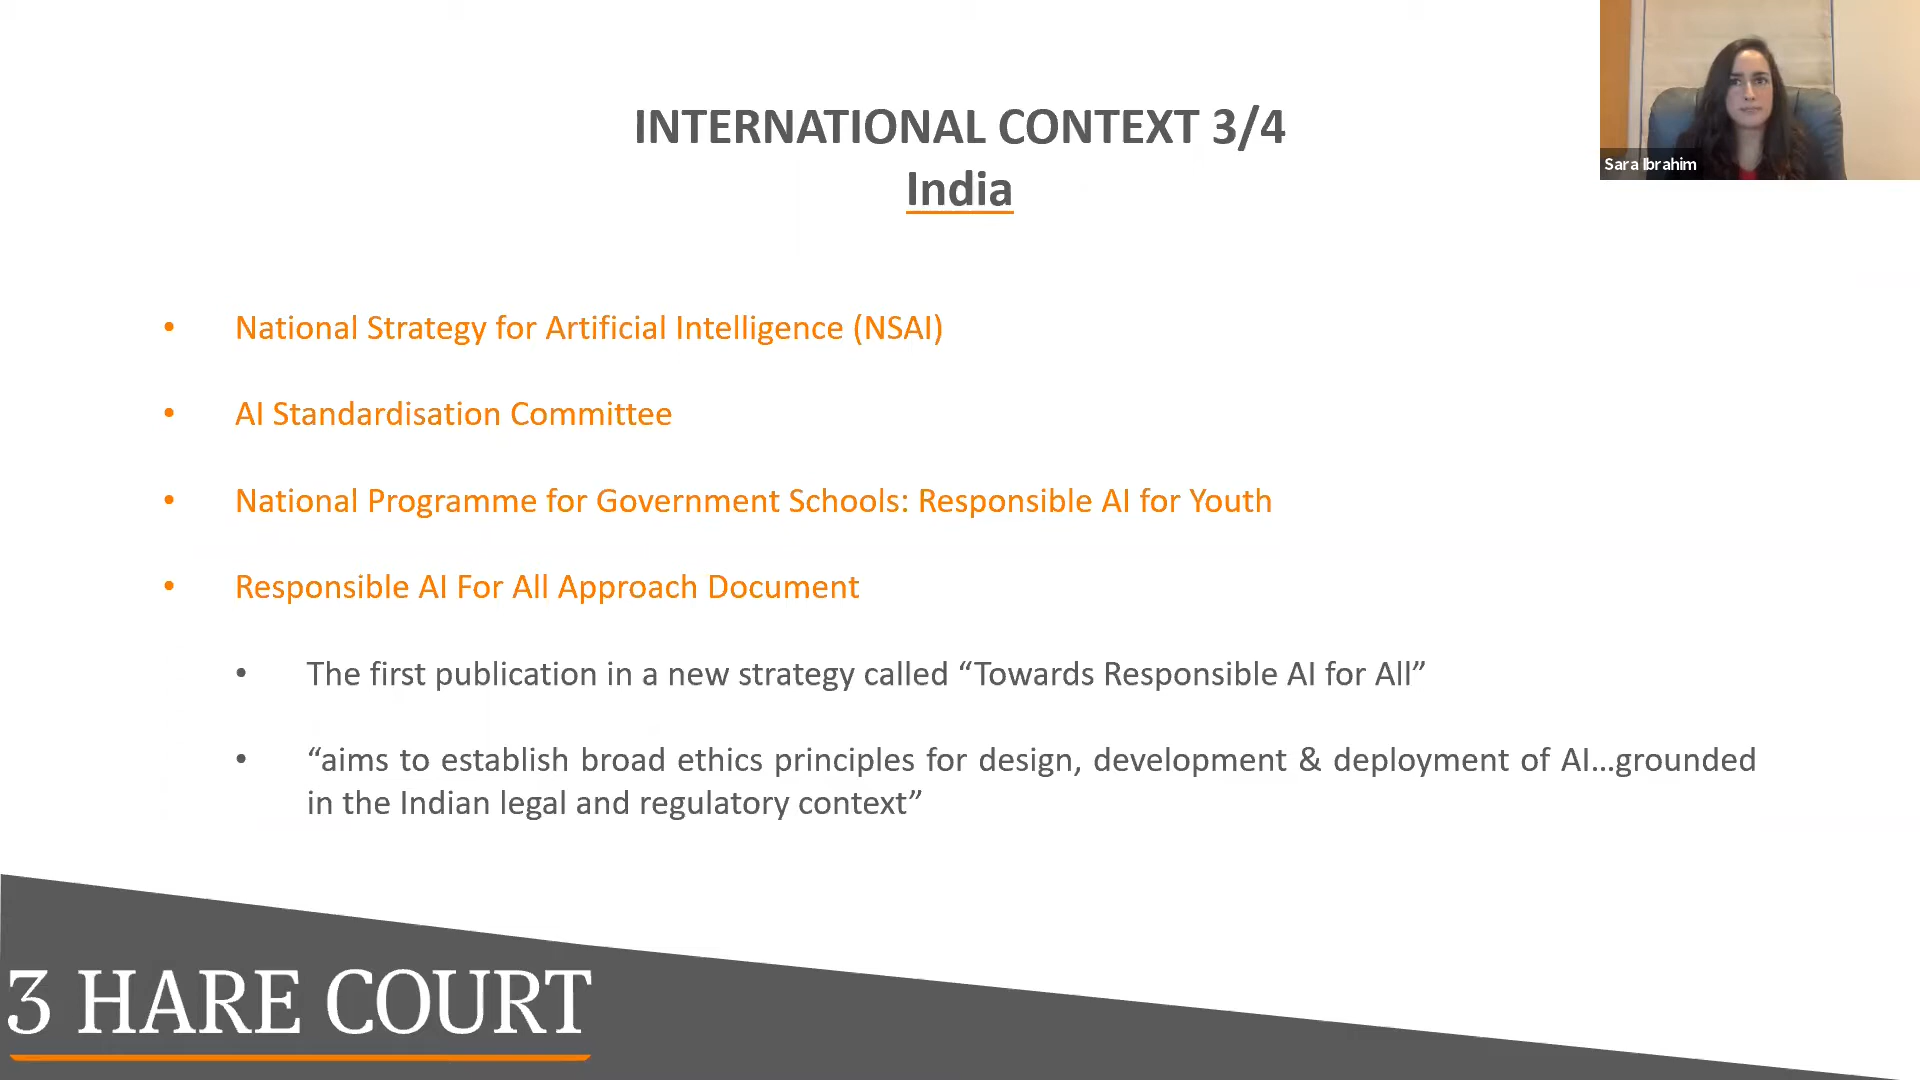 INTERNATIONAL CONTEXT 3/4
India
Sara Ibrahim
• National Strategy for Artificial Intelligence (NSAI)
• AI Standardisation Committee
• National Programme for Government Schools: Responsible AI for Youth
• Responsible AI For All Approach Document
• The first publication in a new strategy called “Towards Responsible AI for All”
• “aims to establish broad ethics principles for design, development & deployment of AI…grounded
in the Indian legal and regulatory context”
3 HARE COURT